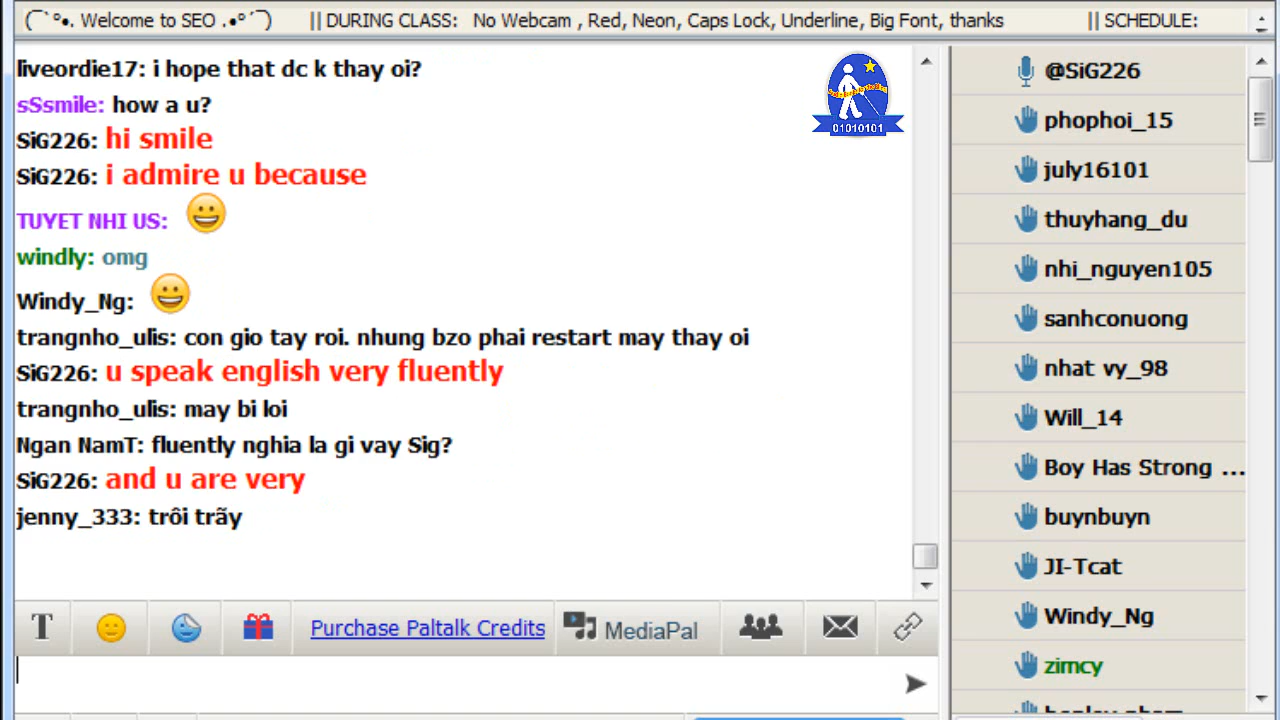 (¯`°•. Welcome to SEO .•°´¯) || DURING CLASS: No Webcam , Red, Neon, Caps Lock, Underline, Big Font, thanks || SCHEDULE:
liveordie17: i hope that dc k thay oi?
sSsmile: how a u?
SiG226: hi smile
SiG226: i admire u because
TUYET NHI US:
windly: omg
Windy_Ng:
trangnho_ulis: con gio tay roi. nhung bzo phai restart may thay oi
SiG226: u speak english very fluently
trangnho_ulis: may bi loi
Ngan NamT: fluently nghia la gi vay Sig?
SiG226: and u are very
jenny_333: trôi trãy
01010101
T
Purchase Paltalk Credits
MediaPal
@SiG226
phophoi_15
july16101
thuyhang_du
nhi_nguyen105
sanhconuong
nhat vy_98
Will_14
Boy Has Strong ...
buynbuyn
JI-Tcat
Windy_Ng
zimcy